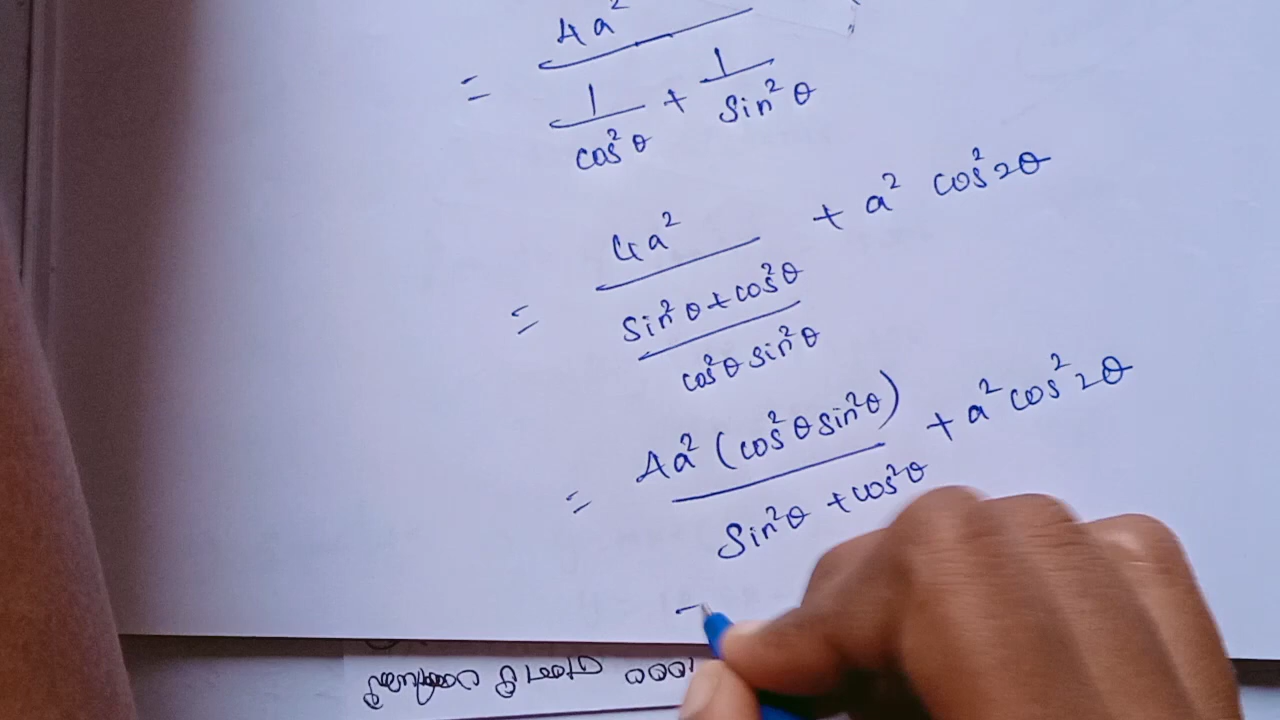 = 4a² / (1/cos²θ + 1/sin²θ)
= 4a² / ((sin²θ + cos²θ) / (cos²θ sin²θ)) + a² cos²2θ
= 4a² (cos²θ sin²θ) / (sin²θ + cos²θ) + a² cos²2θ